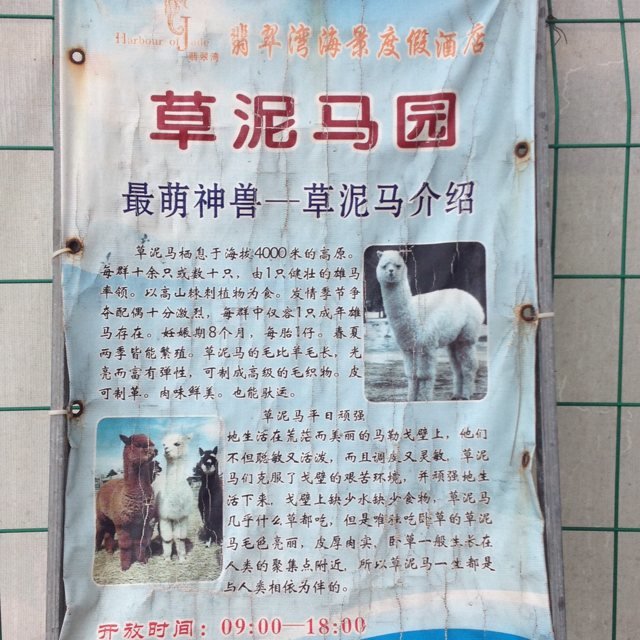 Harbour of Jade
翡翠湾
翡翠湾海景度假酒店
草泥马园
最萌神兽—草泥马介绍
草泥马栖息于海拔4000米的高原。
每群十余只或数十只，由1只健壮的雄马
率领。以高山棘刺植物为食。发情季节争
夺配偶十分激烈，每群中仅容1只成年雄
马存在。妊娠期8个月，每胎1仔。春夏
两季皆能繁殖。草泥马的毛比羊毛长，光
亮而富有弹性，可制成高级的毛织物。皮
可制革。肉味鲜美。也能驮运。
草泥马平日顽强
地生活在荒茫而美丽的马勒戈壁上，他们
不但聪敏又活泼，而且调皮又灵敏，草泥
马们克服了戈壁的艰苦环境，并顽强地生
活下来，戈壁上缺少水缺少食物，草泥马
几乎什么草都吃，但是唯独吃卧草的草泥
马毛色亮丽，皮厚肉实，卧草一般生长在
人类的聚集点附近，所以草泥马一生都是
与人类相依为伴的。
开放时间：09:00—18:00